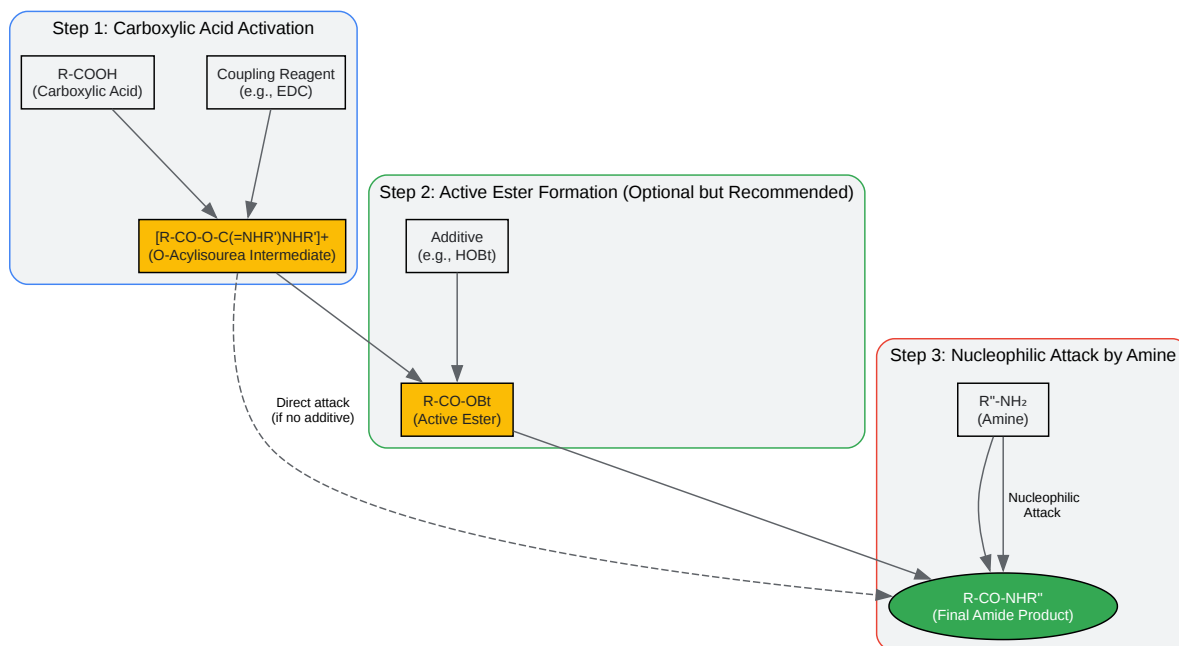 Step 1: Carboxylic Acid Activation
R-COOH
(Carboxylic Acid)
Coupling Reagent
(e.g., EDC)
[R-CO-O-C(=NHR')NHR']+
(O-Acylisourea Intermediate)
Step 2: Active Ester Formation (Optional but Recommended)
Additive
(e.g., HOBt)
Direct attack
(if no additive)
R-CO-OBt
(Active Ester)
Step 3: Nucleophilic Attack by Amine
R"-NH₂
(Amine)
Nucleophilic
Attack
R-CO-NHR"
(Final Amide Product)